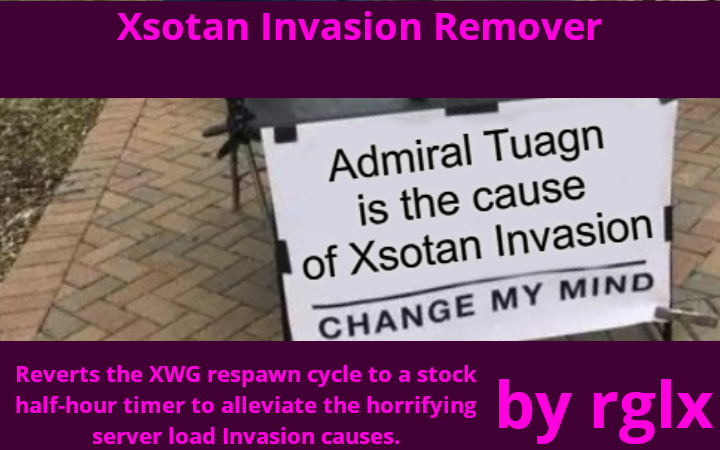 Xsotan Invasion Remover
Admiral Tuagn
is the cause
of Xsotan Invasion
CHANGE MY MIND
Reverts the XWG respawn cycle to a stock
half-hour timer to alleviate the horrifying
server load Invasion causes.
by rglx